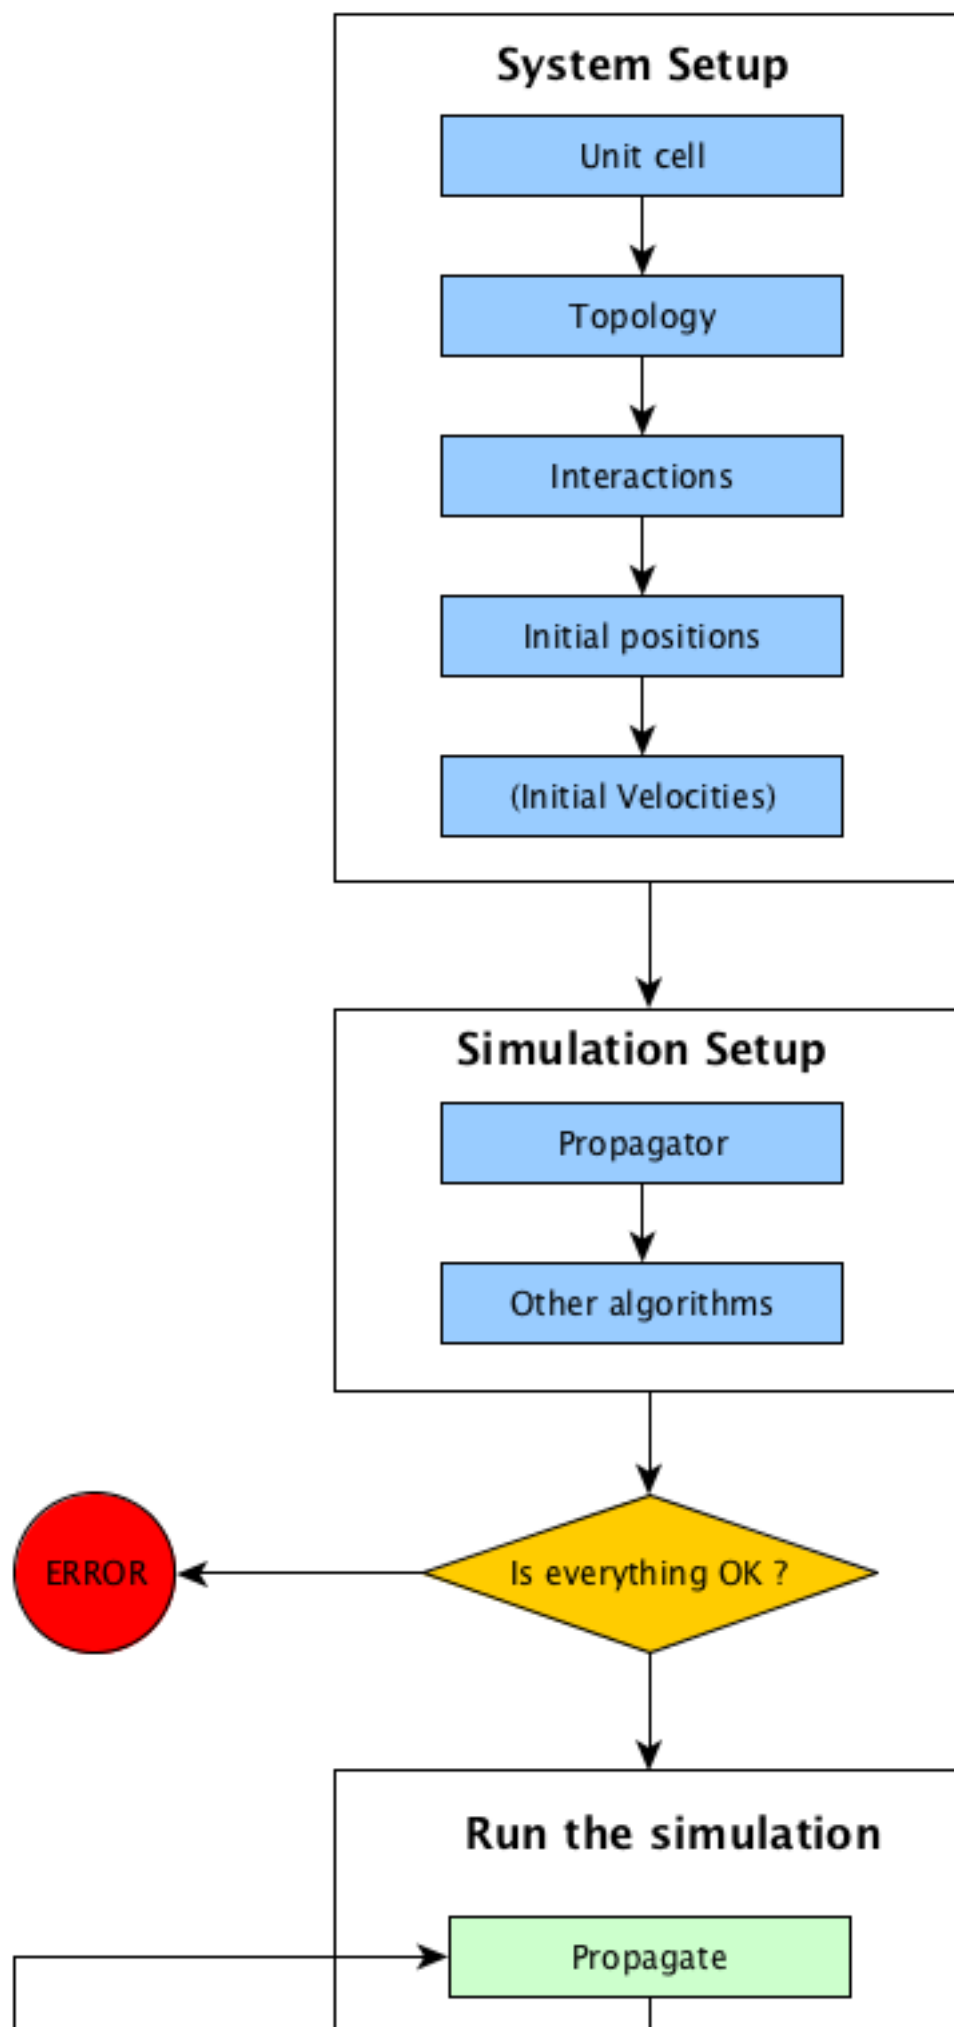 System Setup
Unit cell
Topology
Interactions
Initial positions
(Initial Velocities)
Simulation Setup
Propagator
Other algorithms
Is everything OK ?
ERROR
Run the simulation
Propagate